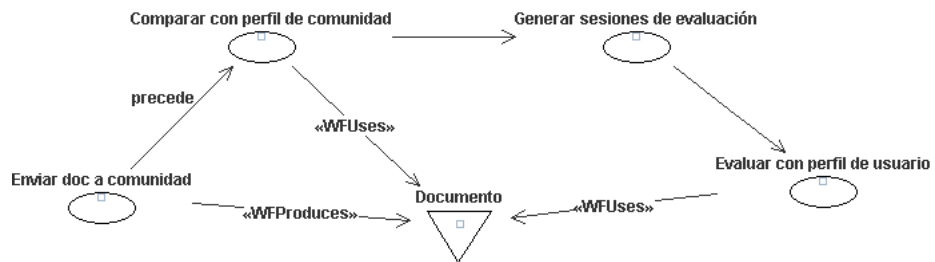 Comparar con perfil de comunidad
Generar sesiones de evaluación
precede
«WFUses»
Enviar doc a comunidad
Evaluar con perfil de usuario
Documento
«WFProduces»
«WFUses»